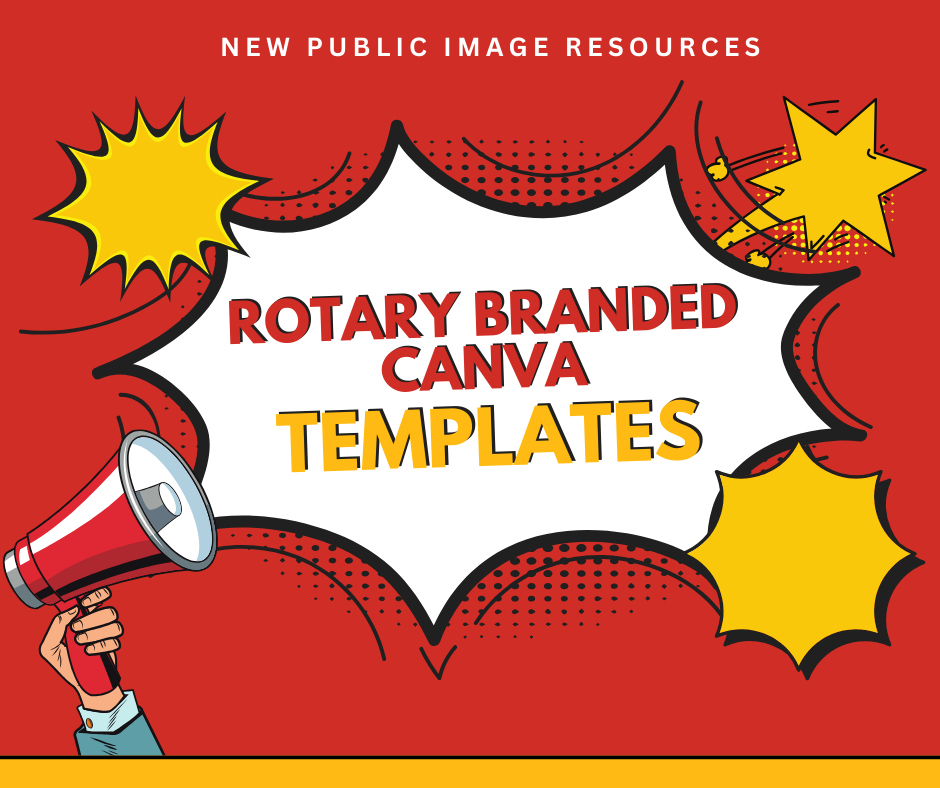 NEW PUBLIC IMAGE RESOURCES
ROTARY BRANDED
CANVA
TEMPLATES